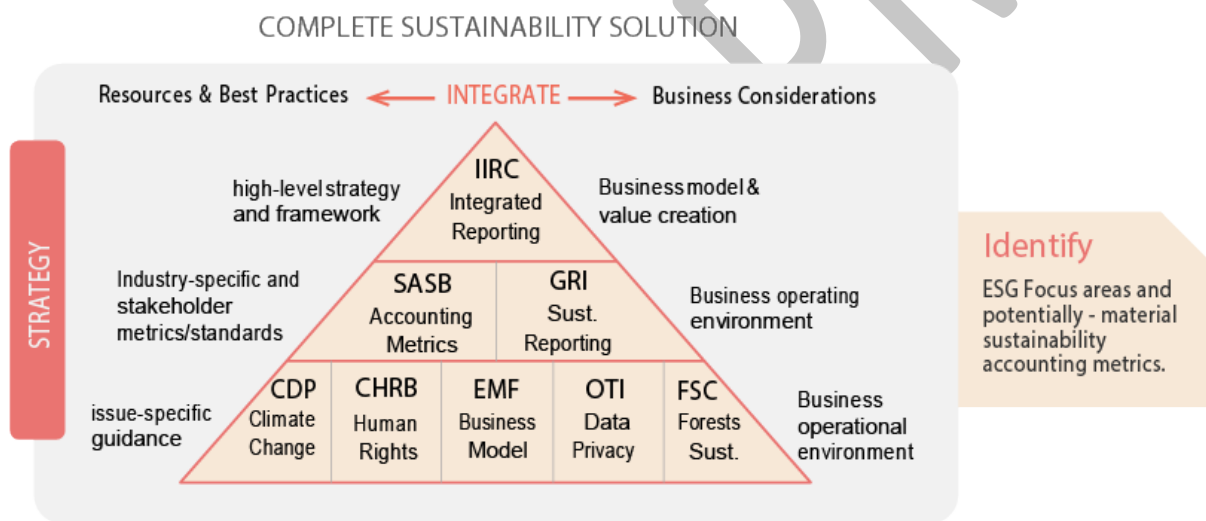 COMPLETE SUSTAINABILITY SOLUTION
Resources & Best Practices
INTEGRATE
Business Considerations
STRATEGY
high-level strategy
and framework
IIRC
Integrated
Reporting
Business model &
value creation
Industry-specific and
stakeholder
metrics/standards
SASB
Accounting
Metrics
GRI
Sust.
Reporting
Business operating
environment
issue-specific
guidance
CDP
Climate
Change
CHRB
Human
Rights
EMF
Business
Model
OTI
Data
Privacy
FSC
Forests
Sust.
Business
operational
environment
Identify
ESG Focus areas and
potentially - material
sustainability
accounting metrics.